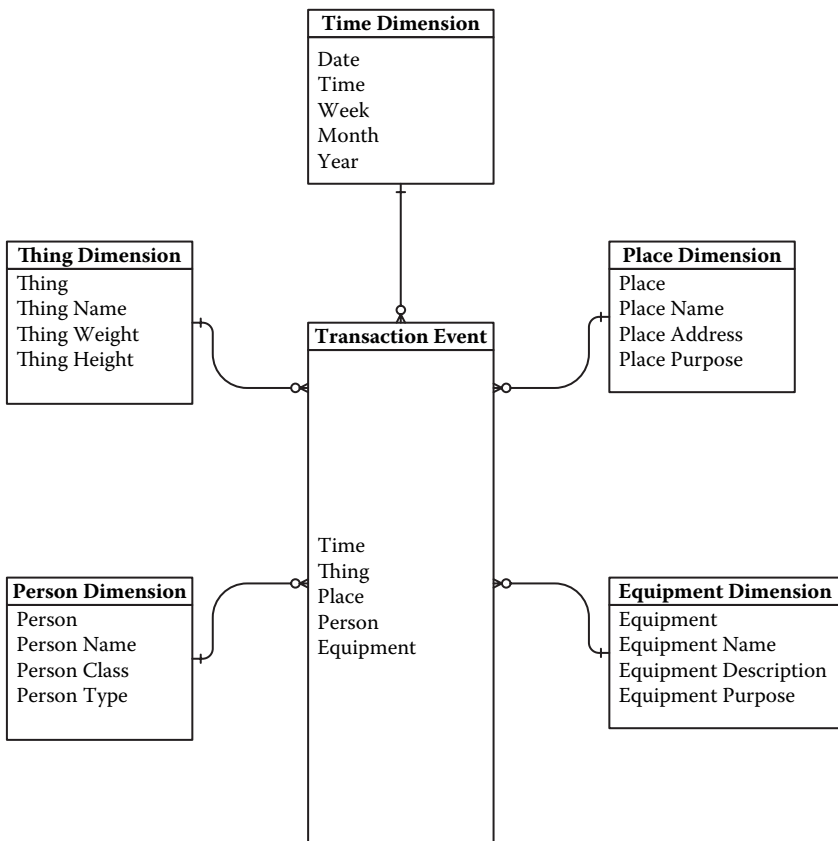 Time Dimension
Date
Time
Week
Month
Year
Thing Dimension
Thing
Thing Name
Thing Weight
Thing Height
Place Dimension
Place
Place Name
Place Address
Place Purpose
Transaction Event
Time
Thing
Place
Person
Equipment
Person Dimension
Person
Person Name
Person Class
Person Type
Equipment Dimension
Equipment
Equipment Name
Equipment Description
Equipment Purpose